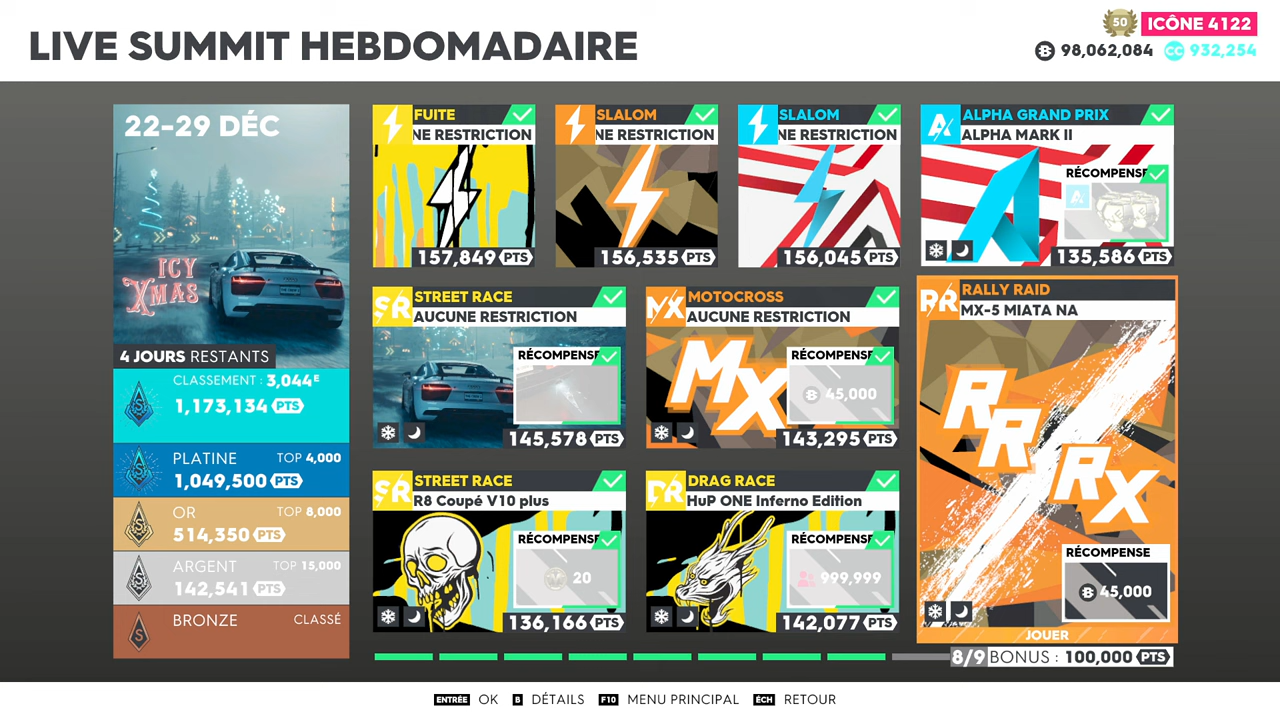 LIVE SUMMIT HEBDOMADAIRE
50 ICÔNE 4122
98,062,084 CC 932,254
22-29 DÉC
ICY
XMAS
4 JOURS RESTANTS
CLASSEMENT : 3,044E
1,173,134 PTS
PLATINE TOP 4,000
1,049,500 PTS
OR TOP 8,000
514,350 PTS
ARGENT TOP 15,000
142,541 PTS
BRONZE CLASSÉ
FUITE
NE RESTRICTION
157,849 PTS
SLALOM
NE RESTRICTION
156,535 PTS
SLALOM
NE RESTRICTION
156,045 PTS
ALPHA GRAND PRIX
ALPHA MARK II
RÉCOMPENSE
135,586 PTS
SR STREET RACE
AUCUNE RESTRICTION
RÉCOMPENSE
145,578 PTS
MX MOTOCROSS
AUCUNE RESTRICTION
MX
RÉCOMPENSE
45,000
143,295 PTS
RR RALLY RAID
MX-5 MIATA NA
RR
RX
RÉCOMPENSE
45,000
JOUER
SR STREET RACE
R8 Coupé V10 plus
RÉCOMPENSE
20
136,166 PTS
DR DRAG RACE
HuP ONE Inferno Edition
RÉCOMPENSE
999,999
142,077 PTS
8/9 BONUS : 100,000 PTS
ENTRÉE OK B DÉTAILS F10 MENU PRINCIPAL ÉCH RETOUR